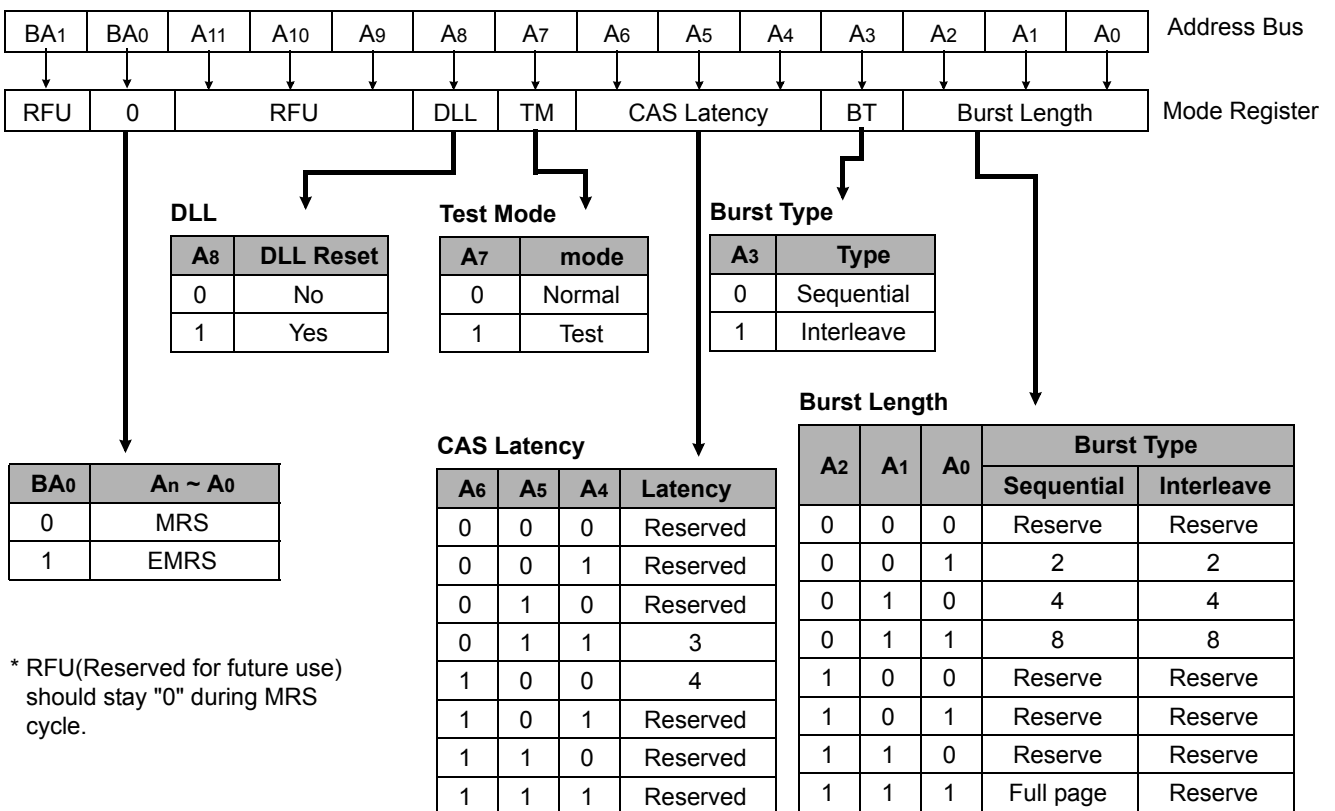 BA1 BA0 A11 A10 A9 A8 A7 A6 A5 A4 A3 A2 A1 A0 Address Bus
RFU 0 RFU DLL TM CAS Latency BT Burst Length Mode Register
DLL
A8 DLL Reset
0 No
1 Yes
Test Mode
A7 mode
0 Normal
1 Test
Burst Type
A3 Type
0 Sequential
1 Interleave
BA0 An ~ A0
0 MRS
1 EMRS
* RFU(Reserved for future use)
should stay "0" during MRS
cycle.
CAS Latency
A6 A5 A4 Latency
0 0 0 Reserved
0 0 1 Reserved
0 1 0 Reserved
0 1 1 3
1 0 0 4
1 0 1 Reserved
1 1 0 Reserved
1 1 1 Reserved
Burst Length
A2 A1 A0 Burst Type
Sequential Interleave
0 0 0 Reserve Reserve
0 0 1 2 2
0 1 0 4 4
0 1 1 8 8
1 0 0 Reserve Reserve
1 0 1 Reserve Reserve
1 1 0 Reserve Reserve
1 1 1 Full page Reserve